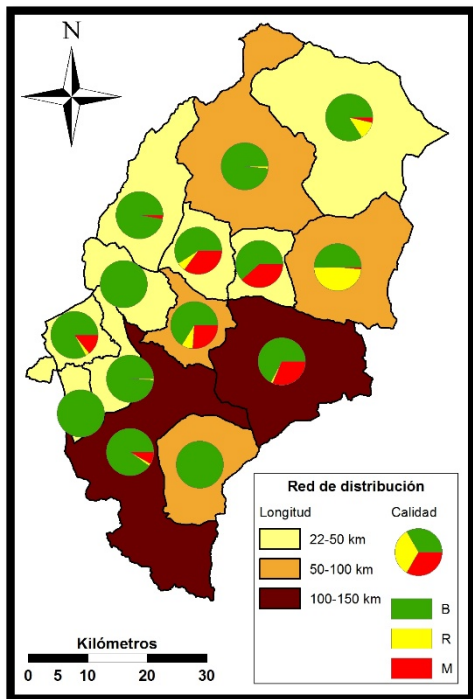 N
Red de distribución
Longitud
Calidad
22-50 km
50-100 km
100-150 km
B
R
M
Kilómetros
0 5 10 20 30